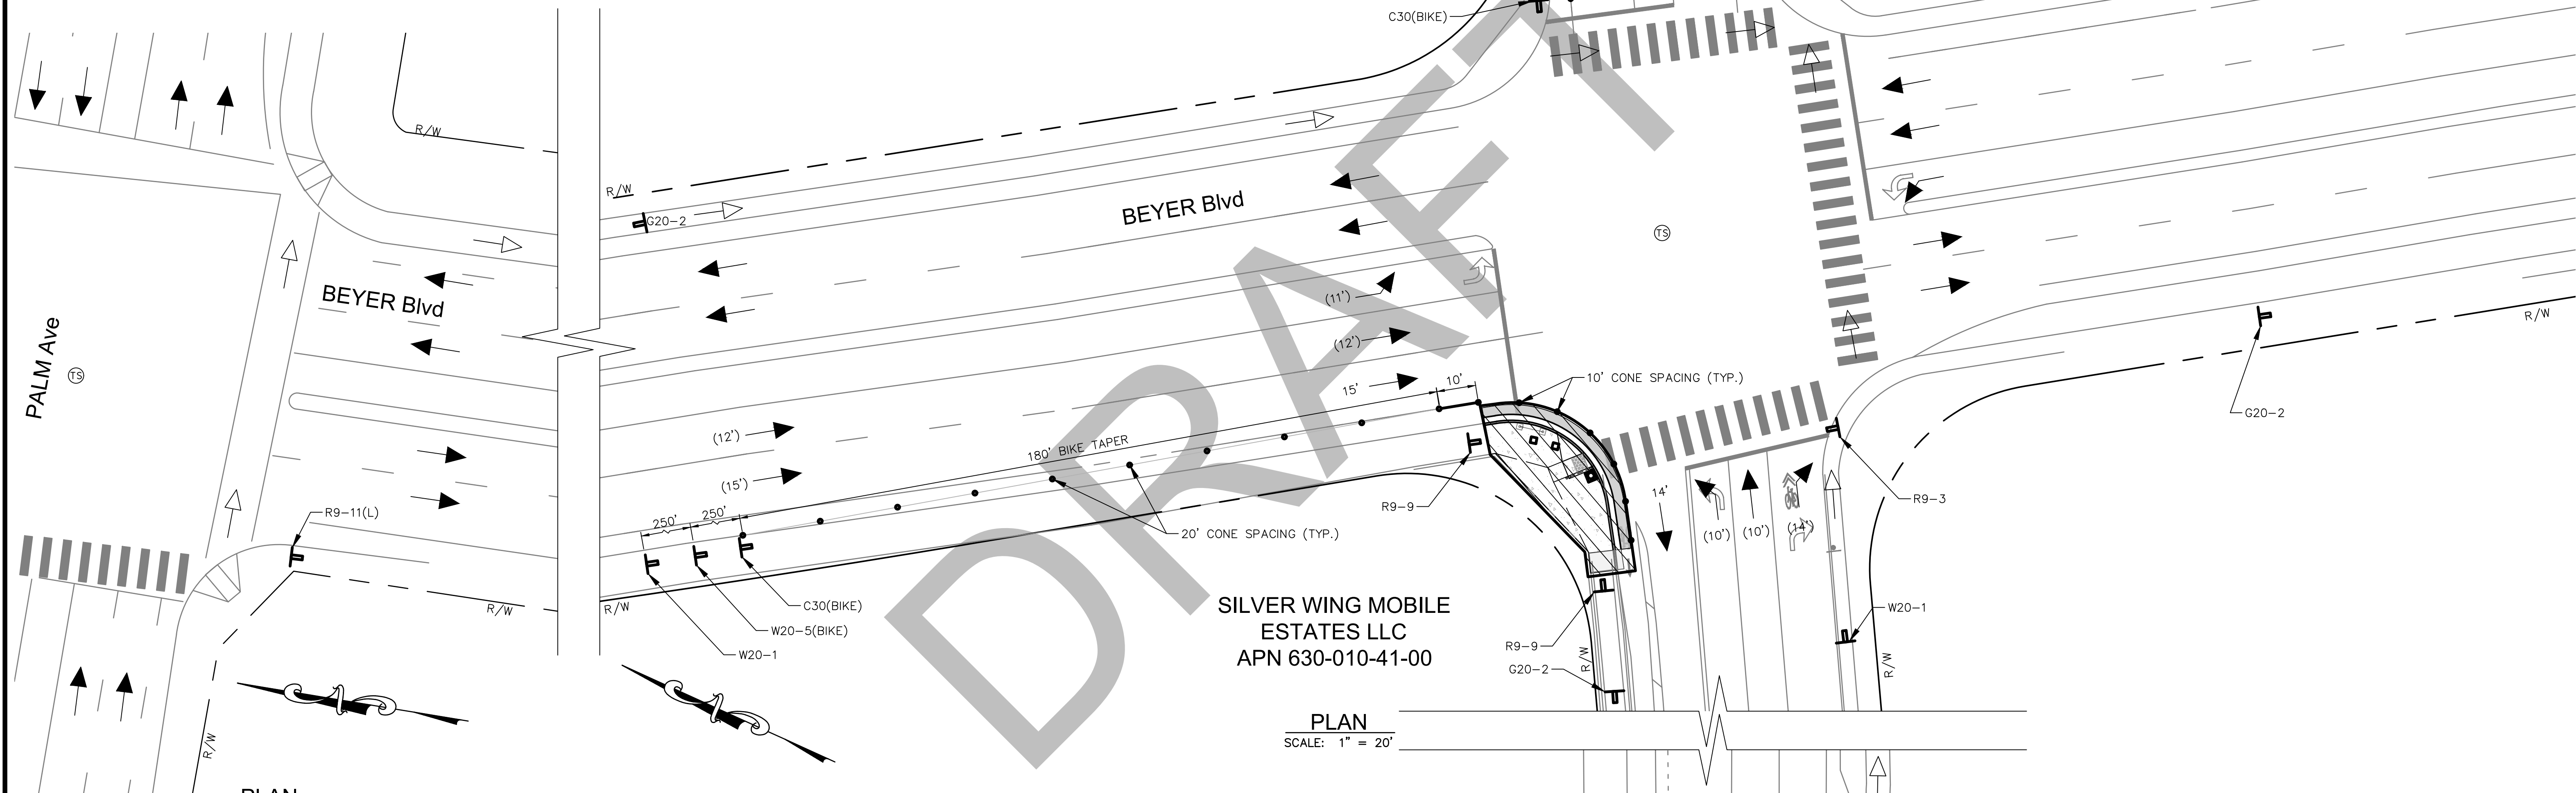 C30(BIKE)
R/W
R/W
G20-2
BEYER Blvd
TS
BEYER Blvd
PALM Ave
TS
(11')
(12')
15'
10'
10' CONE SPACING (TYP.)
R/W
G20-2
(12')
(15')
180' BIKE TAPER
R9-9
14'
(10')
(10')
(14')
R9-3
R9-11(L)
250'
250'
20' CONE SPACING (TYP.)
R/W
R/W
C30(BIKE)
W20-5(BIKE)
W20-1
SILVER WING MOBILE
ESTATES LLC
APN 630-010-41-00
R9-9
G20-2
R/W
W20-1
R/W
R/W
PLAN
SCALE: 1" = 20'
DRAFT